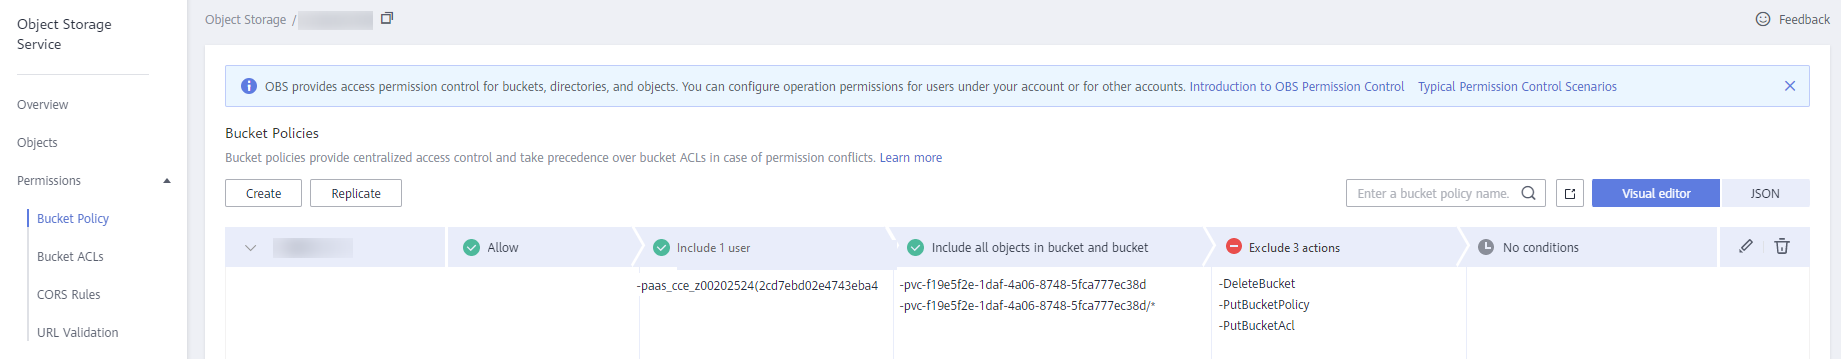 Object Storage
Service
Overview
Objects
Permissions
Bucket Policy
Bucket ACLs
CORS Rules
URL Validation
Object Storage /
Feedback
OBS provides access permission control for buckets, directories, and objects. You can configure operation permissions for users under your account or for other accounts. Introduction to OBS Permission Control Typical Permission Control Scenarios
Bucket Policies
Bucket policies provide centralized access control and take precedence over bucket ACLs in case of permission conflicts. Learn more
Create Replicate Enter a bucket policy name. Visual editor JSON
Allow Include 1 user Include all objects in bucket and bucket Exclude 3 actions No conditions
-paas_cce_z00202524(2cd7ebd02e4743eba4
-pvc-f19e5f2e-1daf-4a06-8748-5fca777ec38d
-pvc-f19e5f2e-1daf-4a06-8748-5fca777ec38d/*
-DeleteBucket
-PutBucketPolicy
-PutBucketAcl